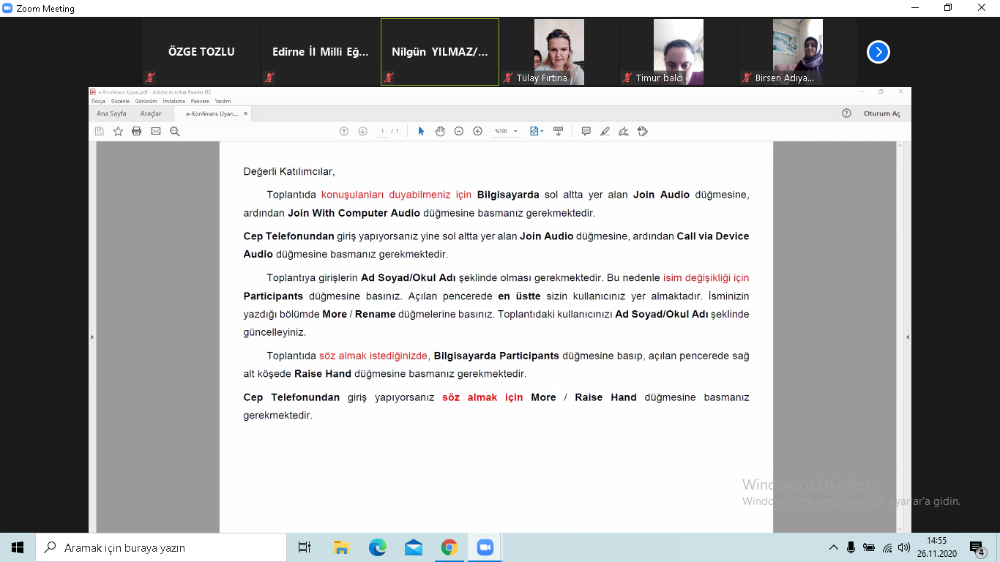 Zoom Meeting
ÖZGE TOZLU
Edirne İl Milli Eğ...
Nilgün YILMAZ/...
Tülay Fırtına
Timur balci
Birsen Adıya...
e-Konferans Uyarı.pdf - Adobe Acrobat Reader DC
Dosya Düzenle Görünüm İmzalama Pencere Yardım
Ana Sayfa Araçlar e-Konferans Uyarı.... × Oturum Aç
1 / 1 %100
Değerli Katılımcılar,
Toplantıda konuşulanları duyabilmeniz için Bilgisayarda sol altta yer alan Join Audio düğmesine,
ardından Join With Computer Audio düğmesine basmanız gerekmektedir.
Cep Telefonundan giriş yapıyorsanız yine sol altta yer alan Join Audio düğmesine, ardından Call via Device
Audio düğmesine basmanız gerekmektedir.
Toplantıya girişlerin Ad Soyad/Okul Adı şeklinde olması gerekmektedir. Bu nedenle isim değişikliği için
Participants düğmesine basınız. Açılan pencerede en üstte sizin kullanıcınız yer almaktadır. İsminizin
yazdığı bölümde More / Rename düğmelerine basınız. Toplantıdaki kullanıcınızı Ad Soyad/Okul Adı şeklinde
güncelleyiniz.
Toplantıda söz almak istediğinizde, Bilgisayarda Participants düğmesine basıp, açılan pencerede sağ
alt köşede Raise Hand düğmesine basmanız gerekmektedir.
Cep Telefonundan giriş yapıyorsanız söz almak için More / Raise Hand düğmesine basmanız
gerekmektedir.
Windows'u Etkinleştir
Windows'u etkinleştirmek için Ayarlar'a gidin.
Aramak için buraya yazın
14:55
26.11.2020
4